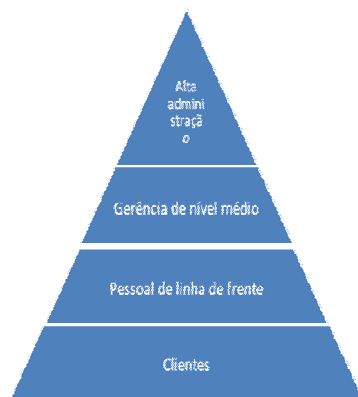 Alta
admini
straçã
o
Gerência de nível médio
Pessoal de linha de frente
Clientes